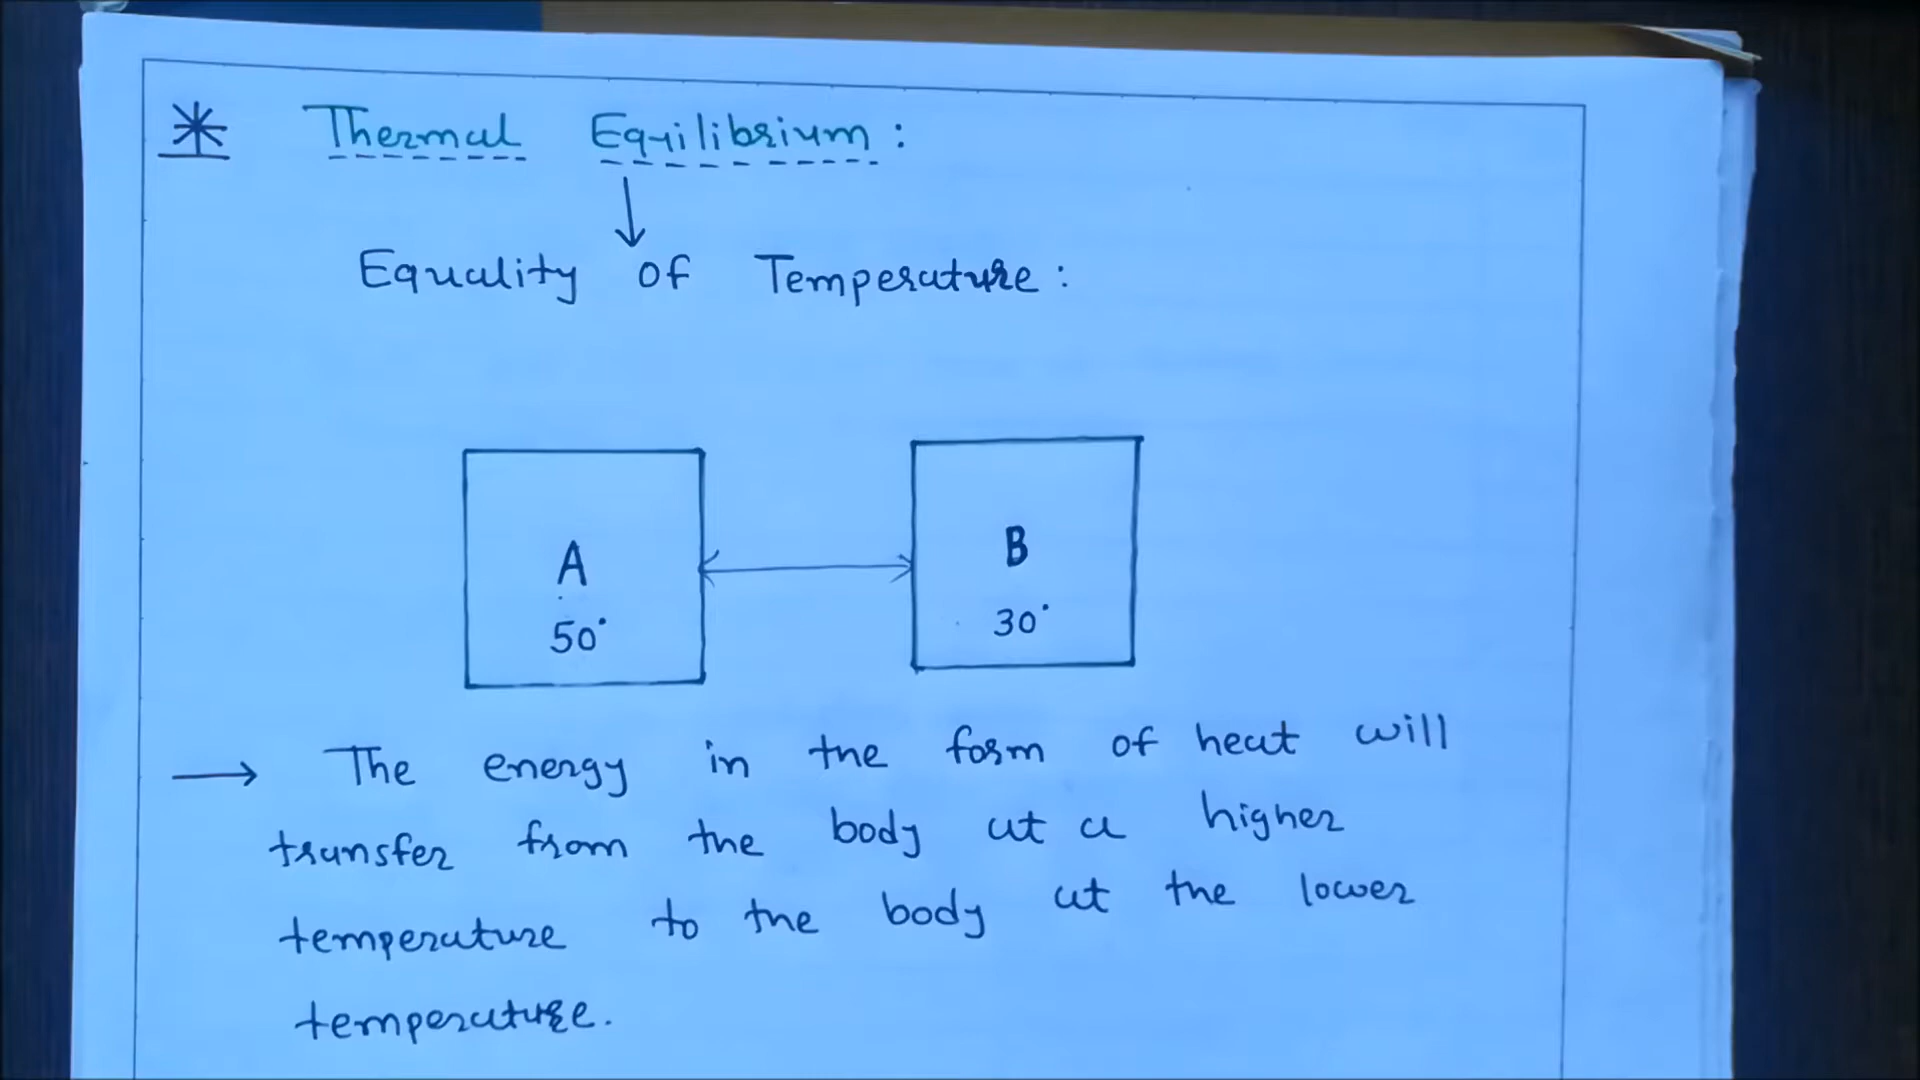 * Thermal Equilibrium :
↓
Equality of Temperature :
A B
50° 30°
→ The energy in the form of heat will
transfer from the body at a higher
temperature to the body at the lower
temperature.